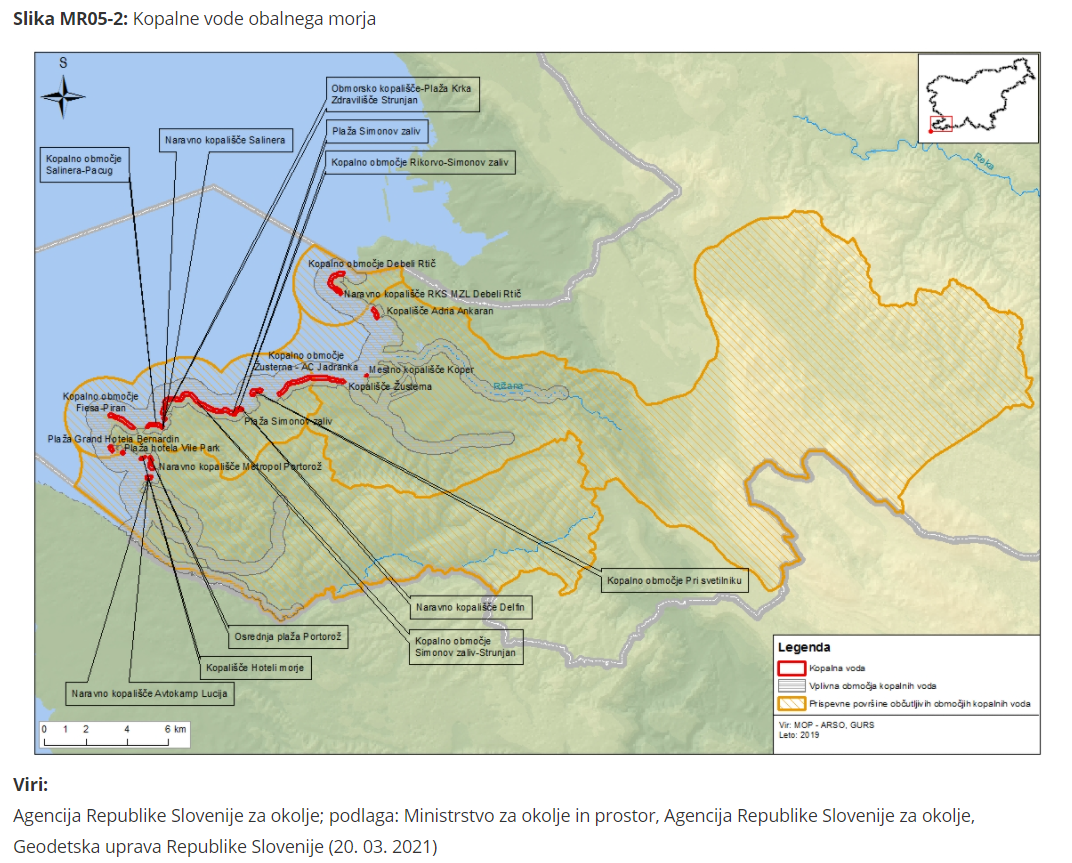 Slika MR05-2: Kopalne vode obalnega morja
S
Obmorsko kopališče-Plaža Krka
Zdravilišče Strunjan
Naravno kopališče Salinera
Plaža Simonov zaliv
Kopalno območje
Salinera-Pacug
Kopalno območje Rikorvo-Simonov zaliv
Reka
Kopalno območje Debeli Rtič
Naravno kopališče RKS MZL Debeli Rtič
Kopališče Adria Ankaran
Kopalno območje
Žusterna - AC Jadranka
Mestno kopališče Koper
Kopališče Žusterna
Rižana
Kopalno območje
Fiesa-Piran
Plaža Simonov zaliv
Plaža Grand Hotela Bernardin
Plaža hotela Vile Park
Naravno kopališče Metropol Portorož
Kopalno območje Pri svetilniku
Naravno kopališče Delfin
Osrednja plaža Portorož
Kopalno območje
Simonov zaliv-Strunjan
Kopališče Hoteli morje
Naravno kopališče Avtokamp Lucija
Legenda
Kopalna voda
Vplivna območja kopalnih voda
Prispevne površine občutljivih območjih kopalnih voda
Vir: MOP - ARSO, GURS
Leto: 2019
0 1 2 4 6 km
Viri:
Agencija Republike Slovenije za okolje; podlaga: Ministrstvo za okolje in prostor, Agencija Republike Slovenije za okolje,
Geodetska uprava Republike Slovenije (20. 03. 2021)